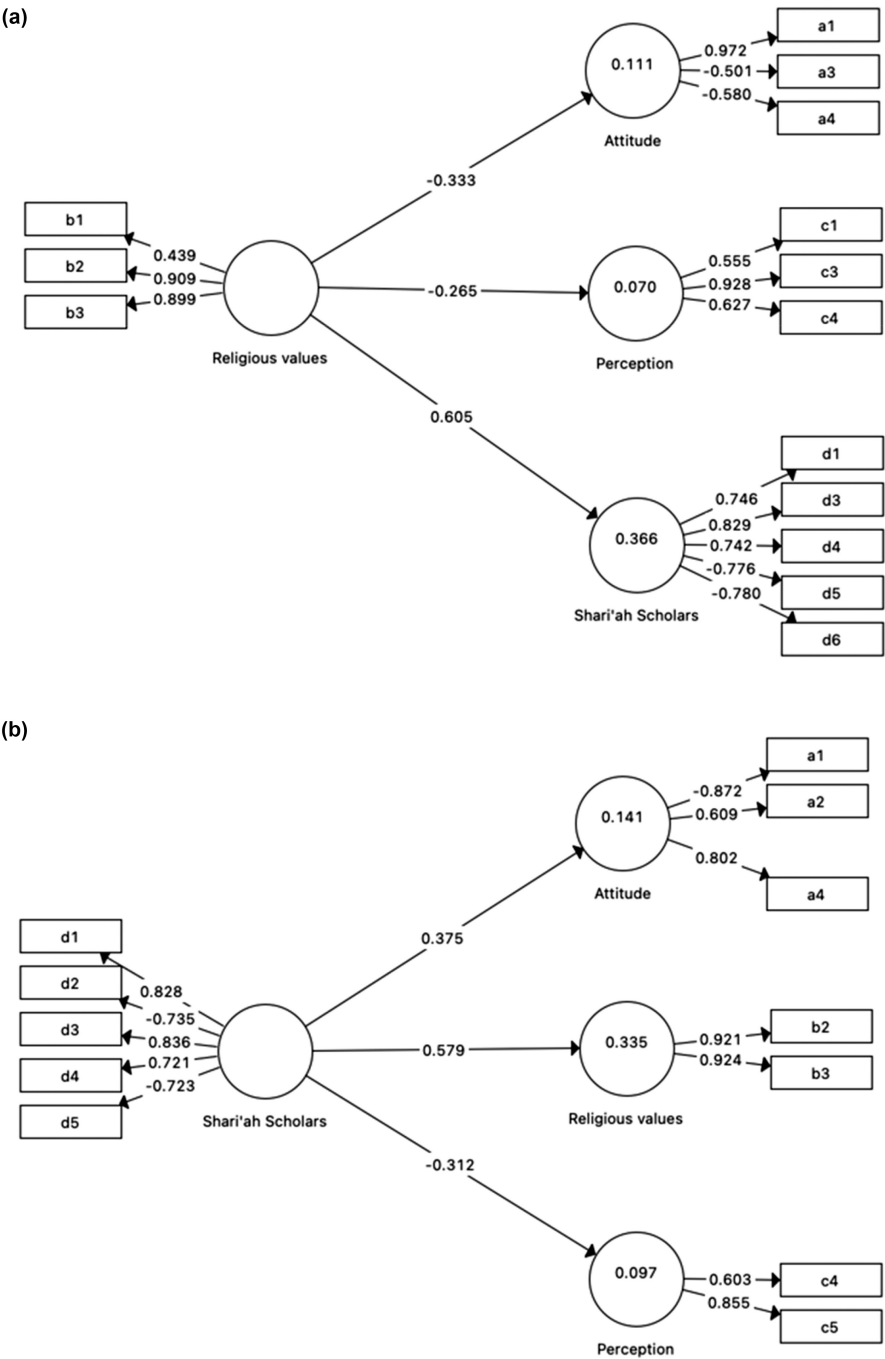 (a)
a1
0.972
0.111
-0.501
a3
-0.580
a4
Attitude
-0.333
b1
0.439
b2
0.909
0.899
b3
Religious values
-0.265
c1
0.555
0.070
0.928
c3
0.627
c4
Perception
0.605
d1
0.746
d3
0.829
0.366
0.742
d4
-0.776
d5
-0.780
Shari'ah Scholars
d6
(b)
a1
-0.872
a2
0.141
0.609
0.802
a4
Attitude
0.375
d1
0.828
d2
-0.735
d3
0.836
0.721
d4
-0.723
d5
Shari'ah Scholars
0.579
b2
0.921
0.335
0.924
b3
Religious values
-0.312
0.097
0.603
c4
0.855
c5
Perception